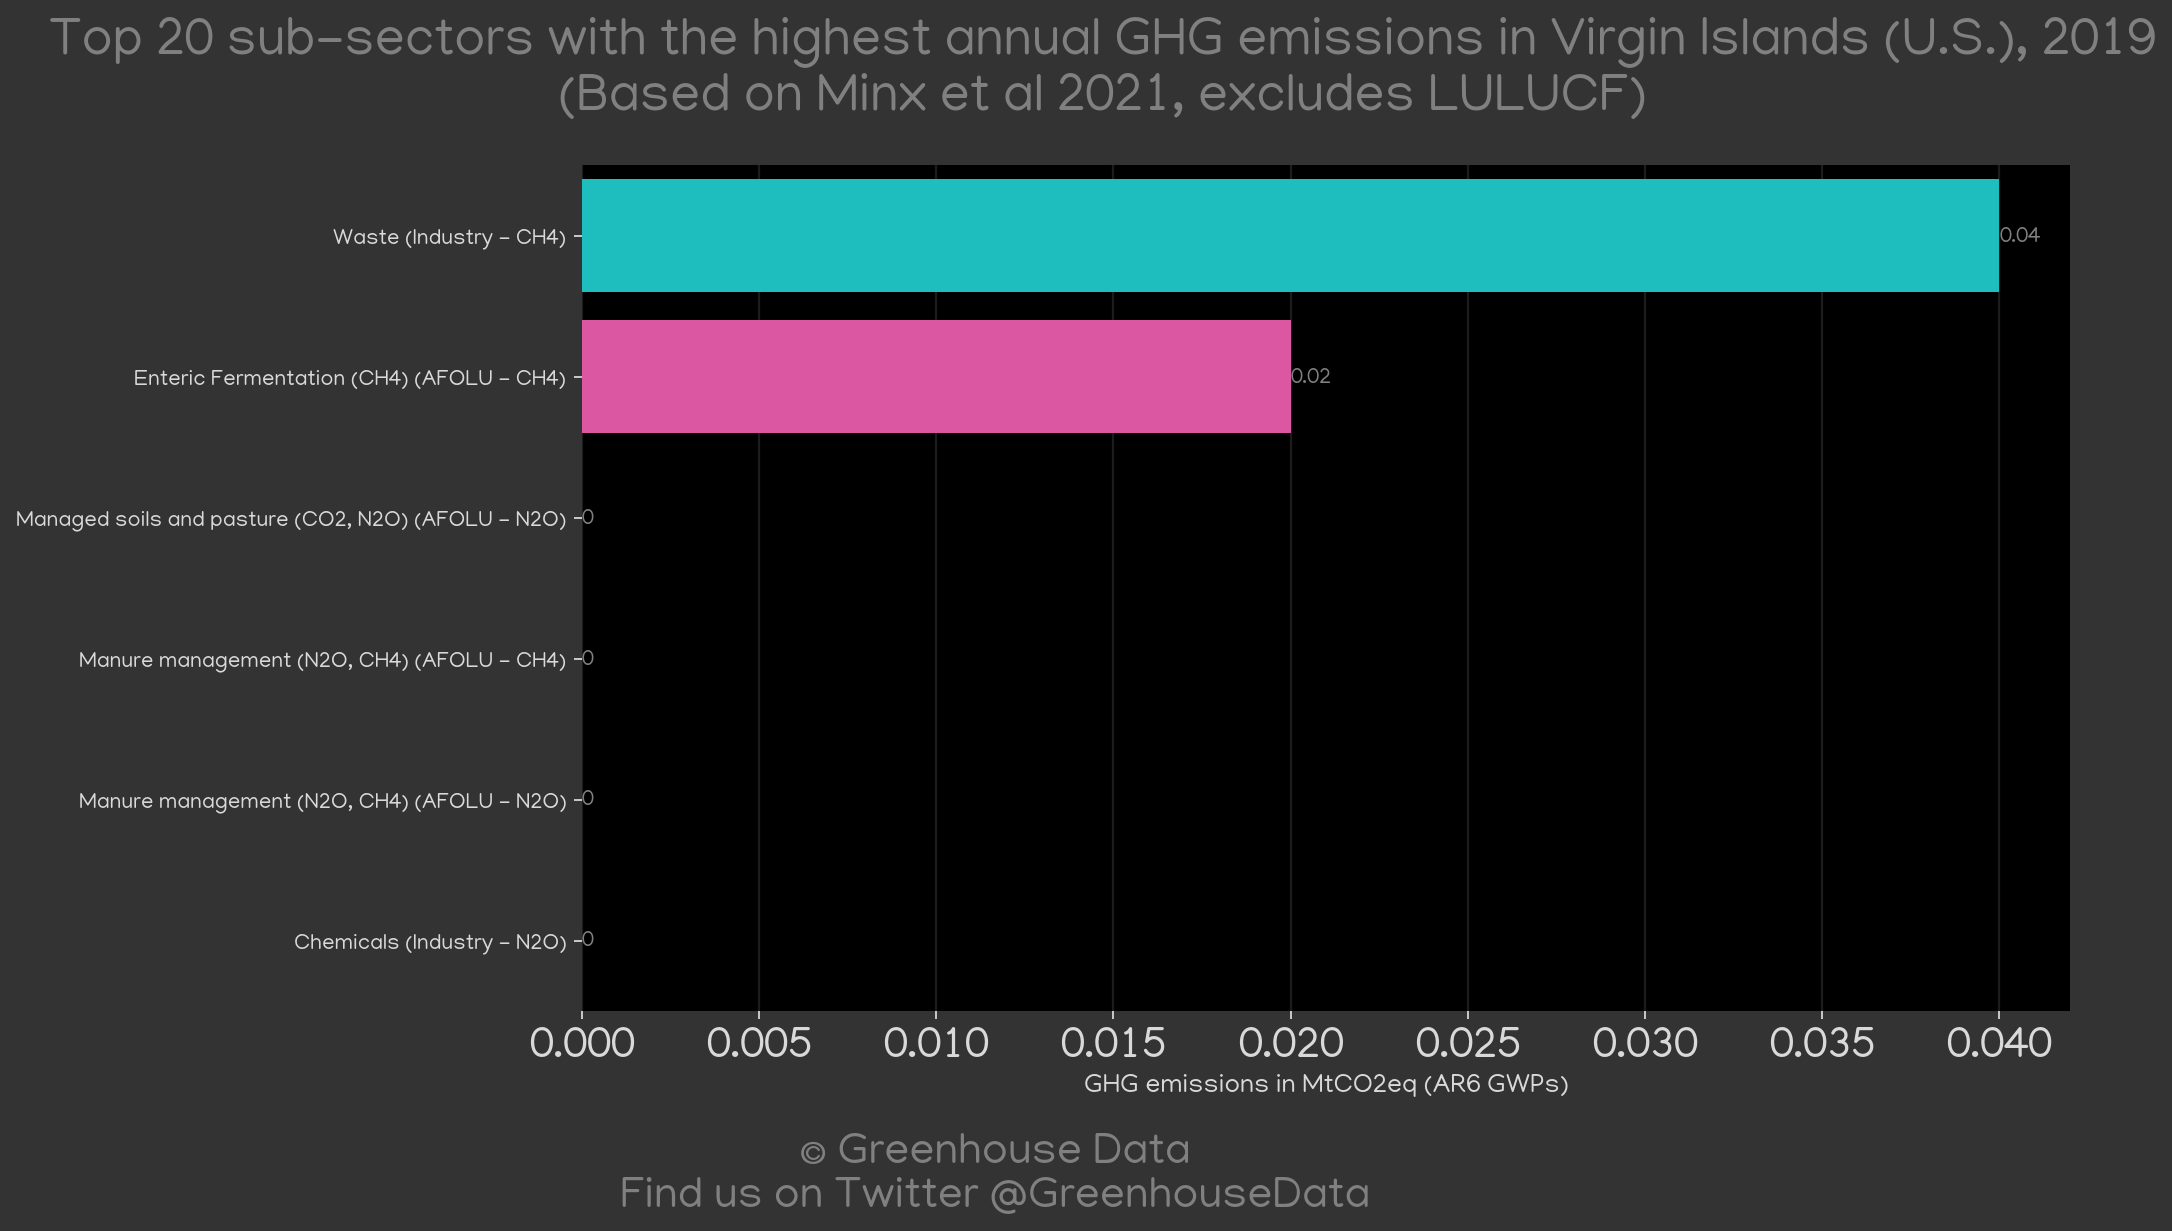 Top 20 sub-sectors with the highest annual GHG emissions in Virgin Islands (U.S.), 2019
(Based on Minx et al 2021, excludes LULUCF)
Waste (Industry - CH4)
0.04
Enteric Fermentation (CH4) (AFOLU - CH4)
0.02
Managed soils and pasture (CO2, N2O) (AFOLU - N2O)
0
Manure management (N2O, CH4) (AFOLU - CH4)
0
Manure management (N2O, CH4) (AFOLU - N2O)
0
Chemicals (Industry - N2O)
0
0.000 0.005 0.010 0.015 0.020 0.025 0.030 0.035 0.040
GHG emissions in MtCO2eq (AR6 GWPs)
© Greenhouse Data
Find us on Twitter @GreenhouseData